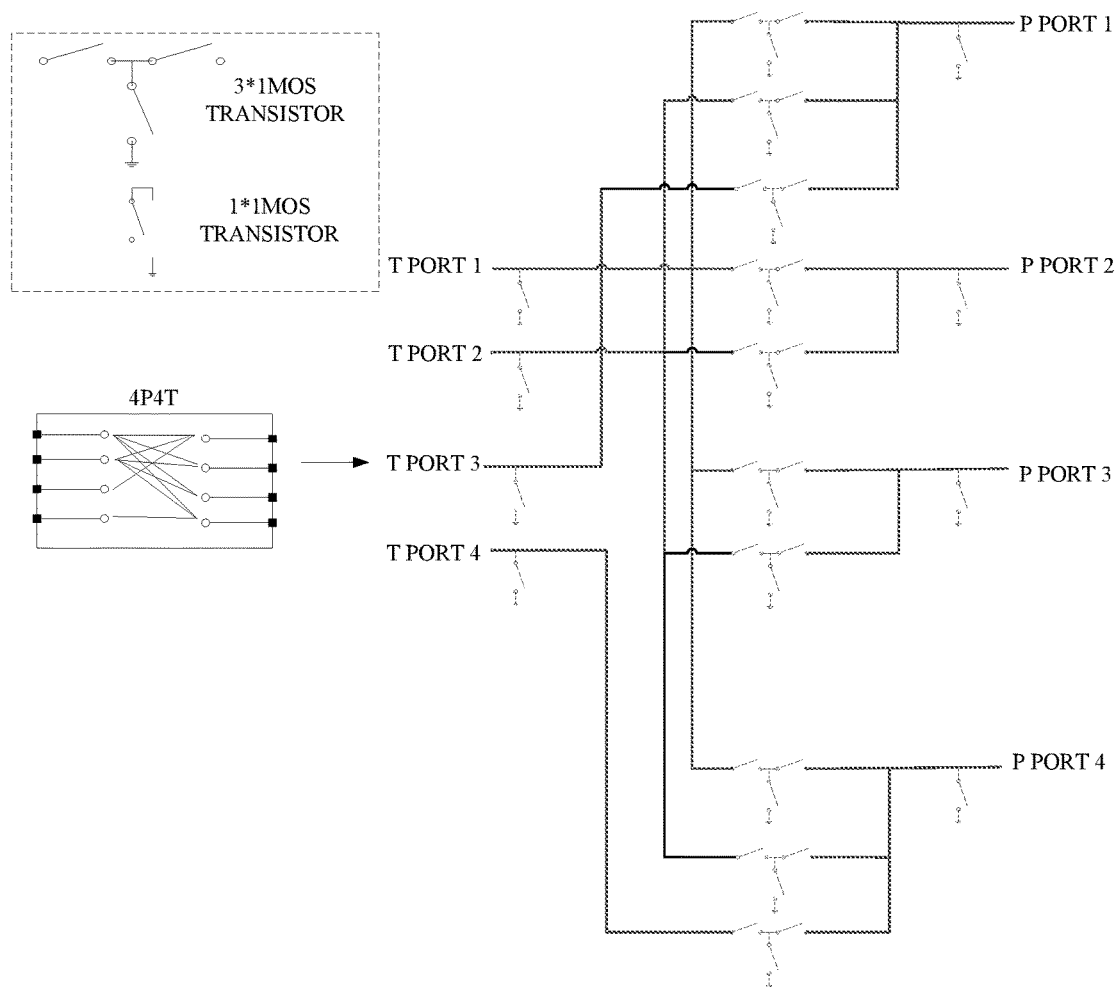 3*1MOS
TRANSISTOR
1*1MOS
TRANSISTOR
4P4T
T PORT 1
T PORT 2
T PORT 3
T PORT 4
P PORT 1
P PORT 2
P PORT 3
P PORT 4